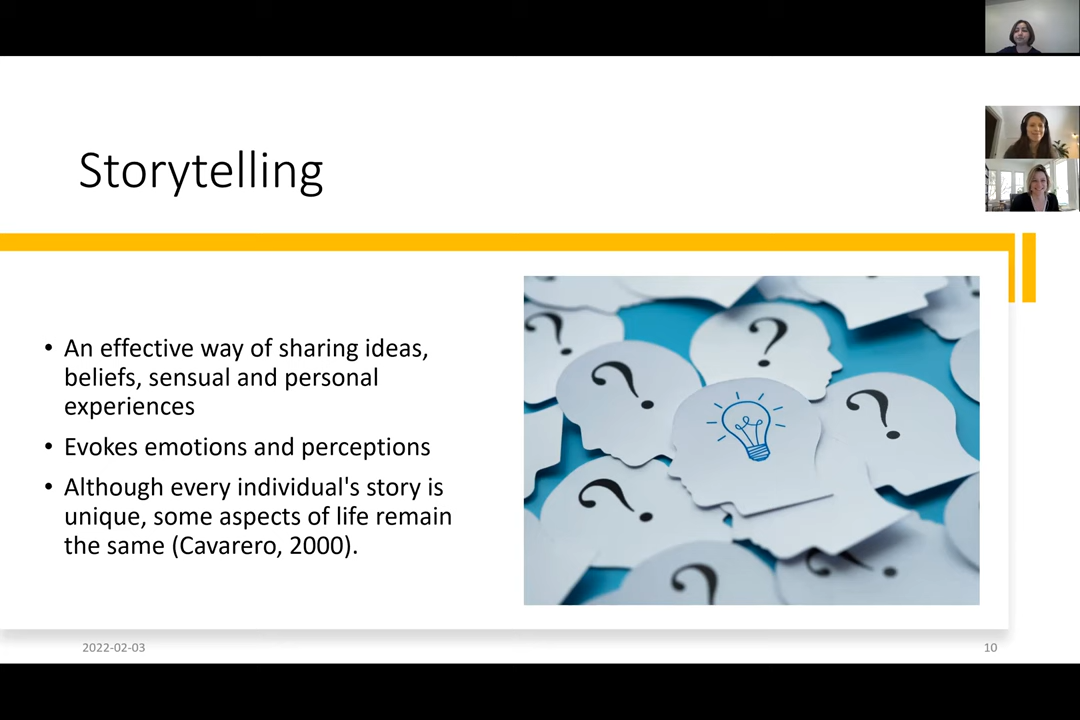 Storytelling
• An effective way of sharing ideas,
beliefs, sensual and personal
experiences
• Evokes emotions and perceptions
• Although every individual's story is
unique, some aspects of life remain
the same (Cavarero, 2000).
?
?
?
?
?
?
?
2022-02-03
10